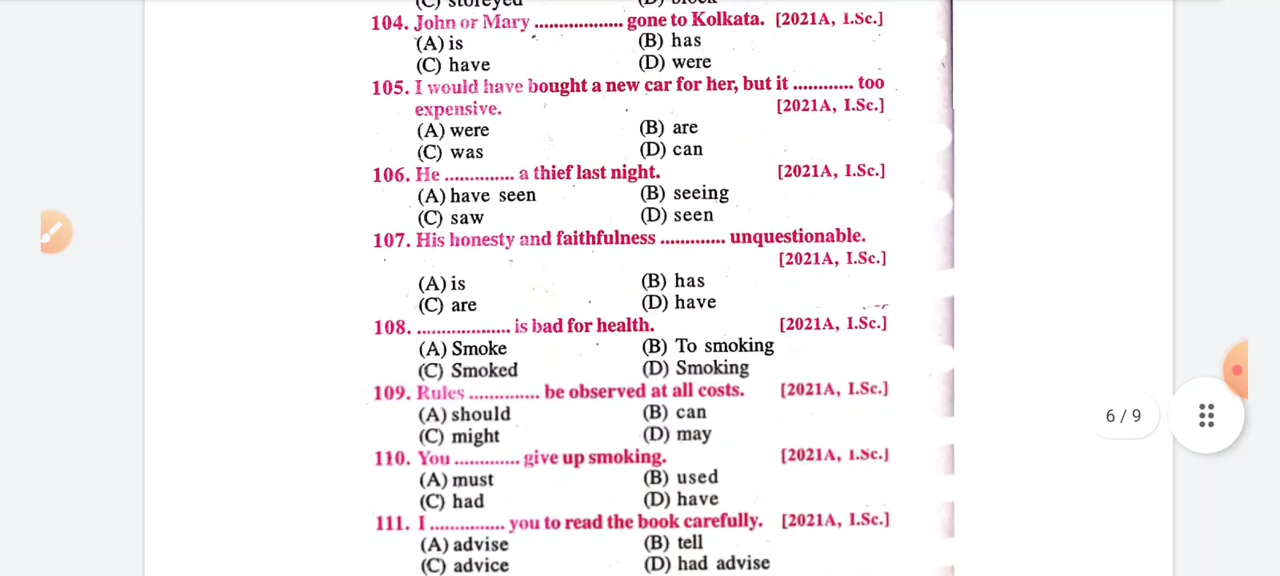 (C) storeyed (D) block
104. John or Mary .................. gone to Kolkata. [2021A, I.Sc.]
(A) is (B) has
(C) have (D) were
105. I would have bought a new car for her, but it ............ too
expensive. [2021A, I.Sc.]
(A) were (B) are
(C) was (D) can
106. He .............. a thief last night. [2021A, I.Sc.]
(A) have seen (B) seeing
(C) saw (D) seen
107. His honesty and faithfulness ............. unquestionable.
[2021A, I.Sc.]
(A) is (B) has
(C) are (D) have
108. ................... is bad for health. [2021A, I.Sc.]
(A) Smoke (B) To smoking
(C) Smoked (D) Smoking
109. Rules .............. be observed at all costs. [2021A, I.Sc.]
(A) should (B) can
(C) might (D) may
6 / 9
110. You ............. give up smoking. [2021A, I.Sc.]
(A) must (B) used
(C) had (D) have
111. I ............... you to read the book carefully. [2021A, I.Sc.]
(A) advise (B) tell
(C) advice (D) had advise